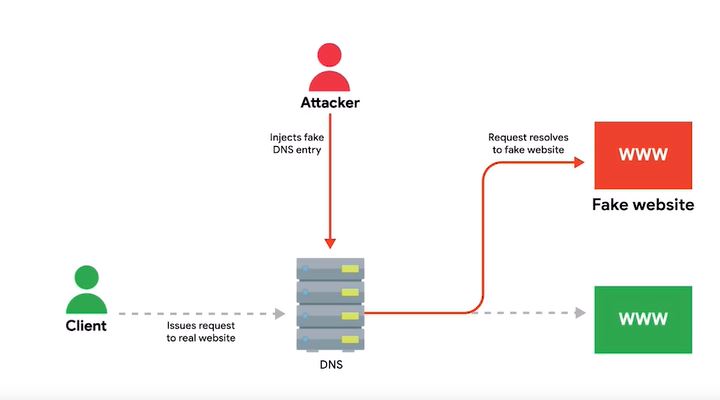 Attacker
Injects fake
DNS entry
Request resolves
to fake website
WWW
Fake website
Client
Issues request
to real website
DNS
WWW